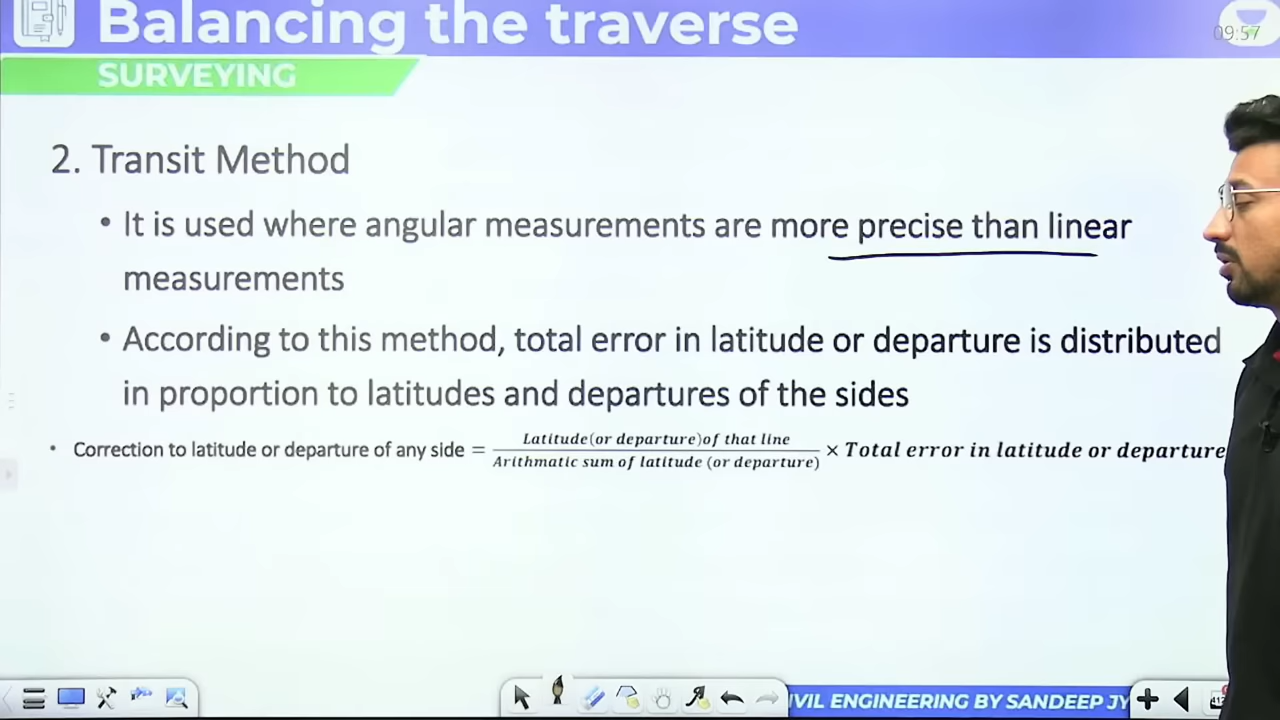 Balancing the traverse
09:57
SURVEYING
2. Transit Method
• It is used where angular measurements are more precise than linear
measurements
• According to this method, total error in latitude or departure is distributed
in proportion to latitudes and departures of the sides
• Correction to latitude or departure of any side = Latitude(or departure)of that line / Arithmatic sum of latitude (or departure) × Total error in latitude or departure
IVIL ENGINEERING BY SANDEEP JY